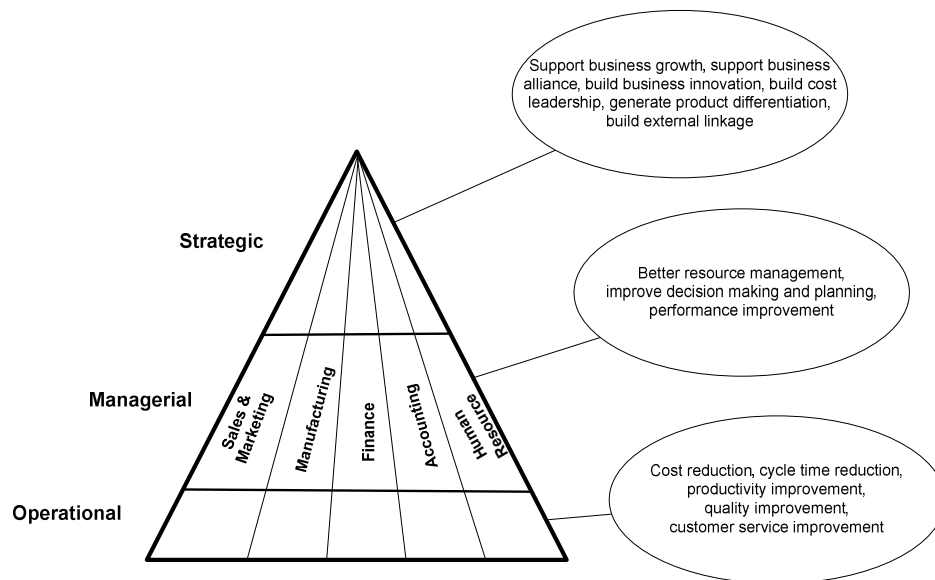 Support business growth, support business
alliance, build business innovation, build cost
leadership, generate product differentiation,
build external linkage
Strategic
Better resource management,
improve decision making and planning,
performance improvement
Managerial
Sales &
Marketing
Manufacturing
Finance
Accounting
Human
Resource
Cost reduction, cycle time reduction,
productivity improvement,
quality improvement,
customer service improvement
Operational